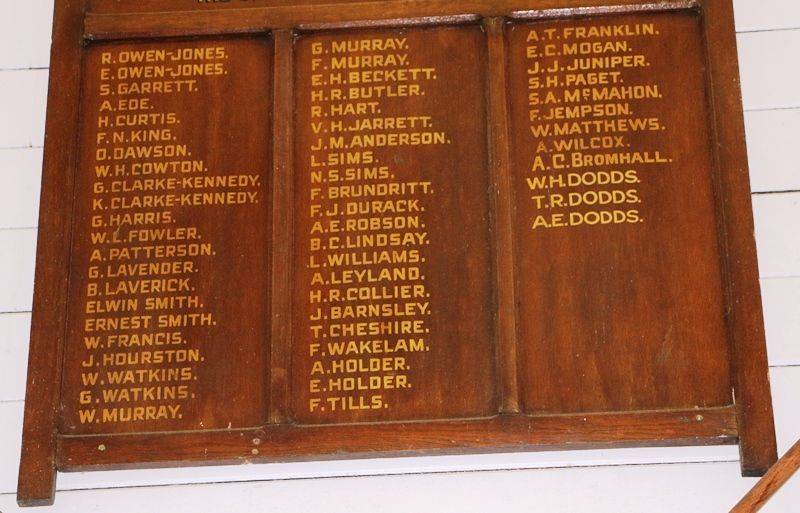 R. OWEN-JONES.
E. OWEN-JONES.
S. GARRETT.
A. EDE.
H. CURTIS.
F. N. KING.
O. DAWSON.
W. H. COWTON.
G. CLARKE-KENNEDY.
K. CLARKE-KENNEDY.
G. HARRIS.
W. L. FOWLER.
A. PATTERSON.
G. LAVENDER.
B. LAVERICK.
ELWIN SMITH.
ERNEST SMITH.
W. FRANCIS.
J. HOURSTON.
W. WATKINS.
G. WATKINS.
W. MURRAY.
G. MURRAY.
F. MURRAY.
E. H. BECKETT.
H. R. BUTLER.
R. HART.
V. H. JARRETT.
J. M. ANDERSON.
L. SIMS.
N. S. SIMS.
F. BRUNDRITT.
F. J. DURACK.
A. E. ROBSON.
B. C. LINDSAY.
L. WILLIAMS.
A. LEYLAND.
H. R. COLLIER.
J. BARNSLEY.
T. CHESHIRE.
F. WAKELAM.
A. HOLDER.
E. HOLDER.
F. TILLS.
A. T. FRANKLIN.
E. C. MOGAN.
J. J. JUNIPER.
S. H. PAGET.
S. A. McMAHON.
F. JEMPSON.
W. MATTHEWS.
A. WILCOX.
A. C. BROMHALL.
W. H. DODDS.
T. R. DODDS.
A. E. DODDS.